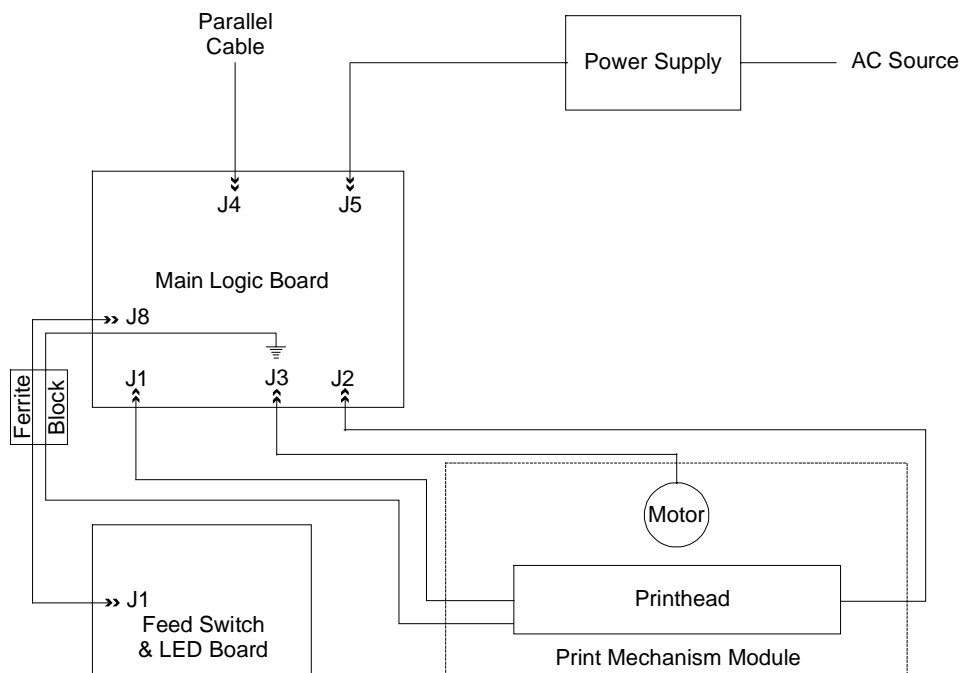 Parallel
Cable
Power Supply
AC Source
J4
J5
Main Logic Board
J8
J1
J3
J2
Ferrite
Block
Motor
J1
Feed Switch
& LED Board
Printhead
Print Mechanism Module